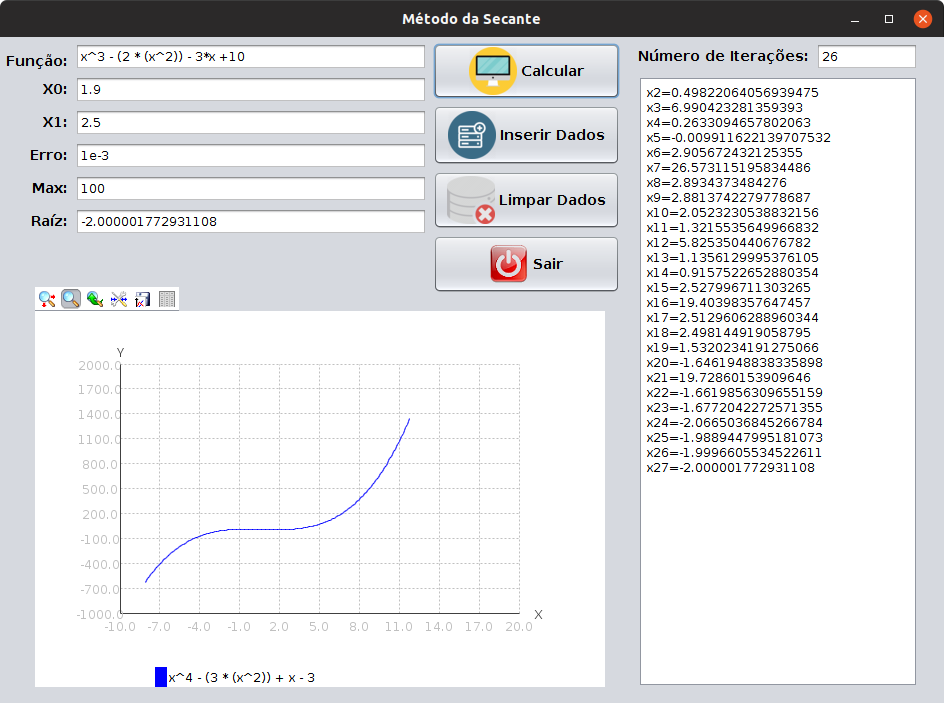 Método da Secante
Função: x^3 - (2 * (x^2)) - 3*x +10
X0: 1.9
X1: 2.5
Erro: 1e-3
Max: 100
Raíz: -2.000001772931108
Calcular
Inserir Dados
Limpar Dados
Sair
Número de Iterações: 26
x2=0.49822064056939475
x3=6.990423281359393
x4=0.2633094657802063
x5=-0.009911622139707532
x6=2.905672432125355
x7=26.573115195834486
x8=2.8934373484276
x9=2.8813742279778687
x10=2.0523230538832156
x11=1.3215535649966832
x12=5.825350440676782
x13=1.1356129995376105
x14=0.9157522652880354
x15=2.527996711303265
x16=19.40398357647457
x17=2.5129606288960344
x18=2.498144919058795
x19=1.5320234191275066
x20=-1.6461948838335898
x21=19.72860153909646
x22=-1.6619856309655159
x23=-1.6772042272571355
x24=-2.0665036845266784
x25=-1.9889447995181073
x26=-1.9996605534522611
x27=-2.000001772931108
Y
2000.0
1700.0
1400.0
1100.0
800.0
500.0
200.0
-100.0
-400.0
-700.0
-1000.0
X
-10.0 -7.0 -4.0 -1.0 2.0 5.0 8.0 11.0 14.0 17.0 20.0
x^4 - (3 * (x^2)) + x - 3